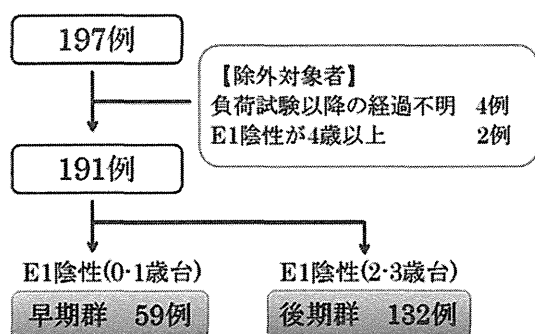 197例
【除外対象者】
負荷試験以降の経過不明 4例
E1陰性が4歳以上 2例
191例
E1陰性(0·1歳台)
早期群 59例
E1陰性(2·3歳台)
後期群 132例